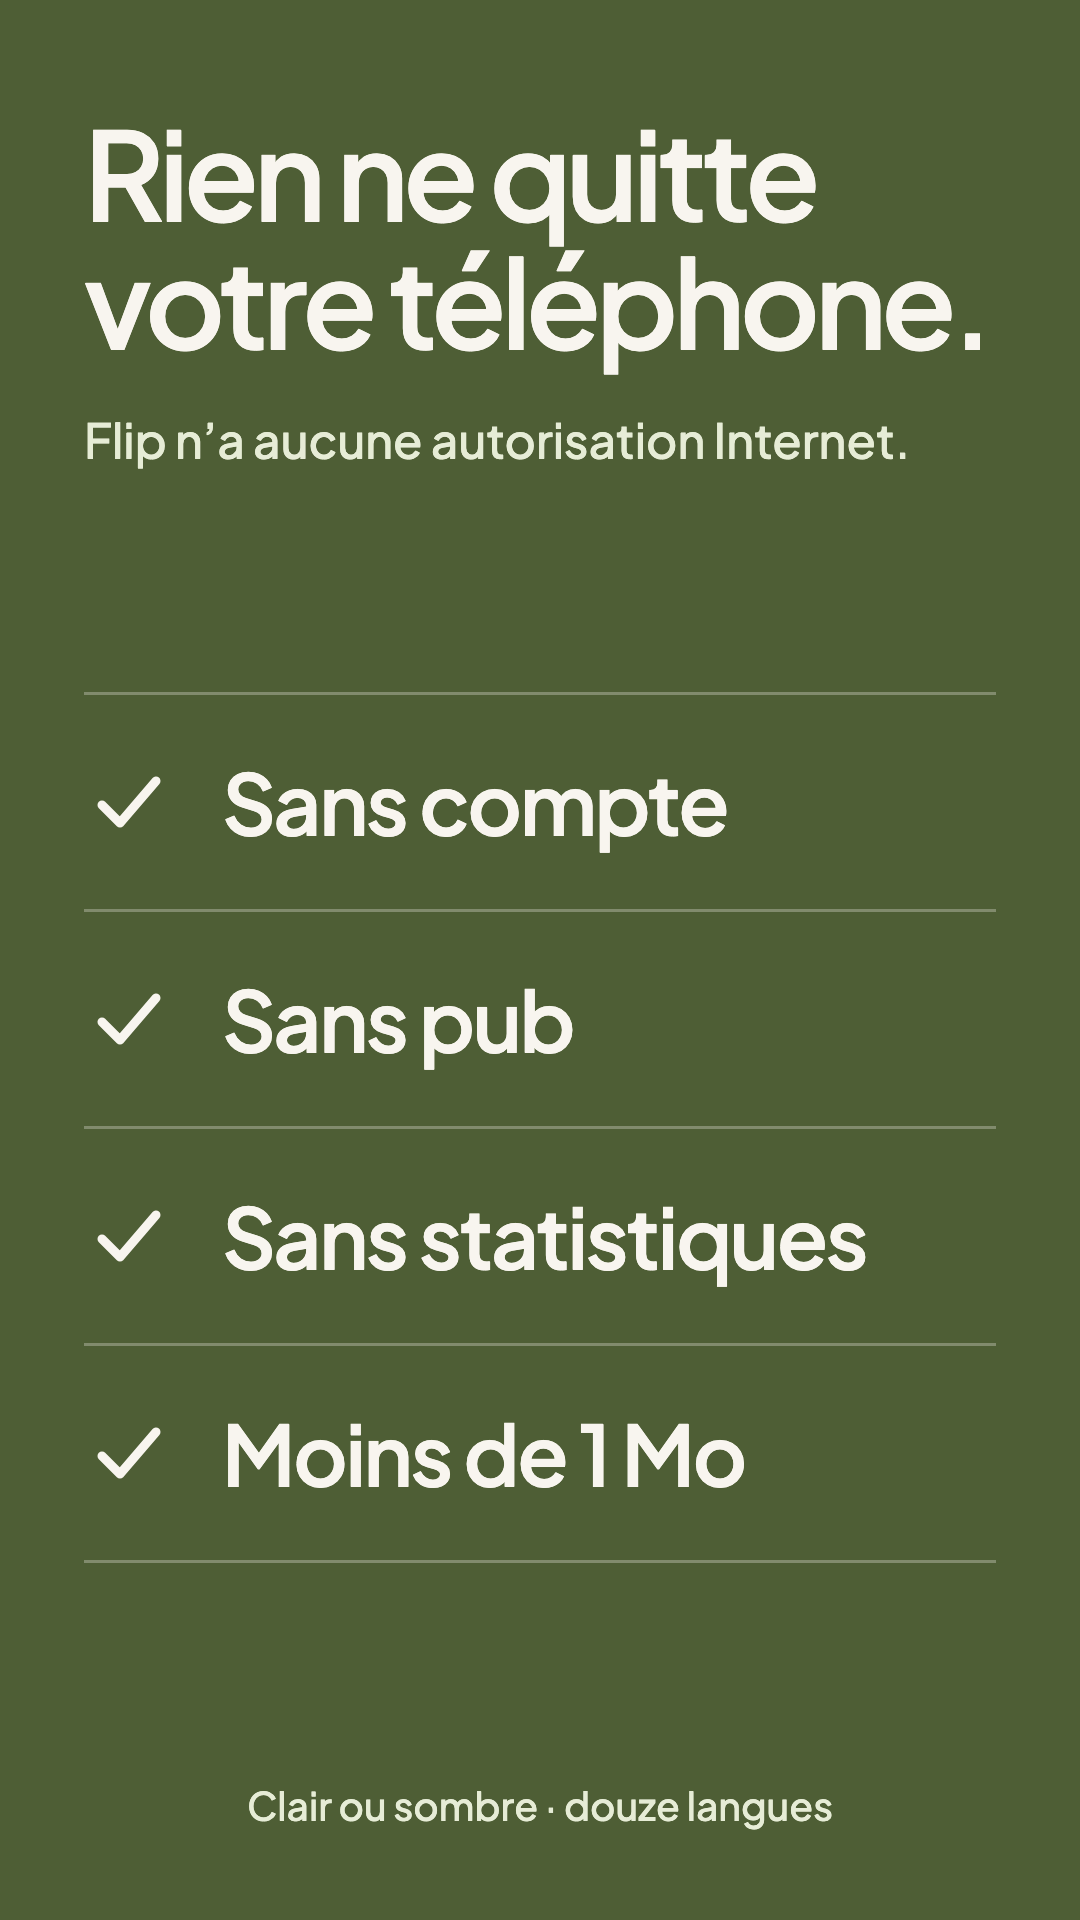 Rien ne quitte
votre téléphone.
Flip n’a aucune autorisation Internet.
Sans compte
Sans pub
Sans statistiques
Moins de 1 Mo
Clair ou sombre · douze langues